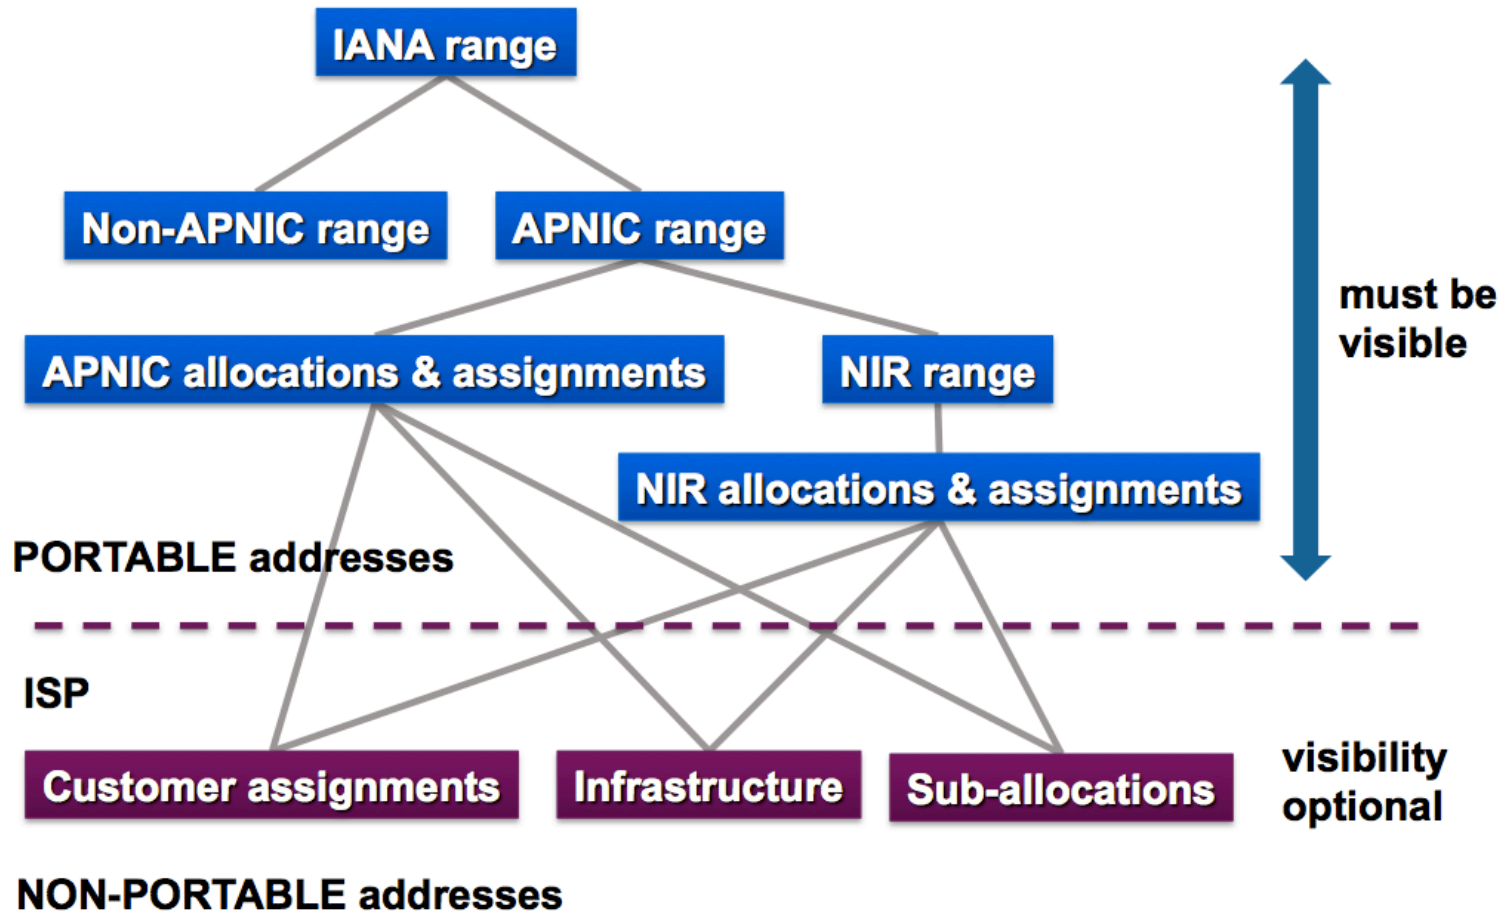 IANA range
Non-APNIC range
APNIC range
must be
visible
APNIC allocations & assignments
NIR range
NIR allocations & assignments
PORTABLE addresses
ISP
Customer assignments
Infrastructure
Sub-allocations
visibility
optional
NON-PORTABLE addresses